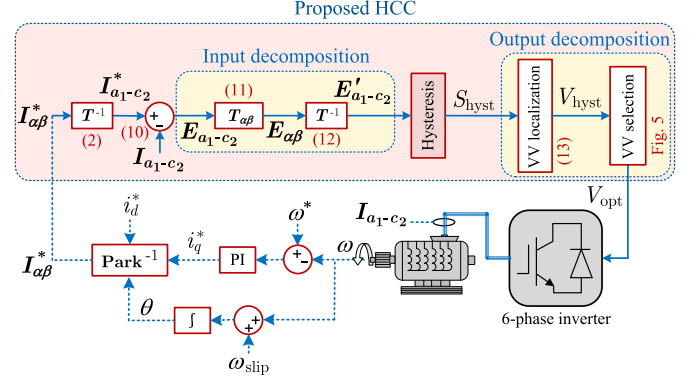 Proposed HCC
Input decomposition
Output decomposition
I*αβ
T⁻¹
(2)
I*a₁-c₂
(10)
+
−
Ia₁-c₂
Ea₁-c₂
(11)
Tαβ
Eαβ
T⁻¹
(12)
E′a₁-c₂
Hysteresis
Shyst
VV localization
(13)
Vhyst
VV selection
Fig. 5
Vopt
i*d
I*αβ
Park⁻¹
i*q
PI
ω*
+
−
ω
Ia₁-c₂
6-phase inverter
θ
∫
+
+
ωslip